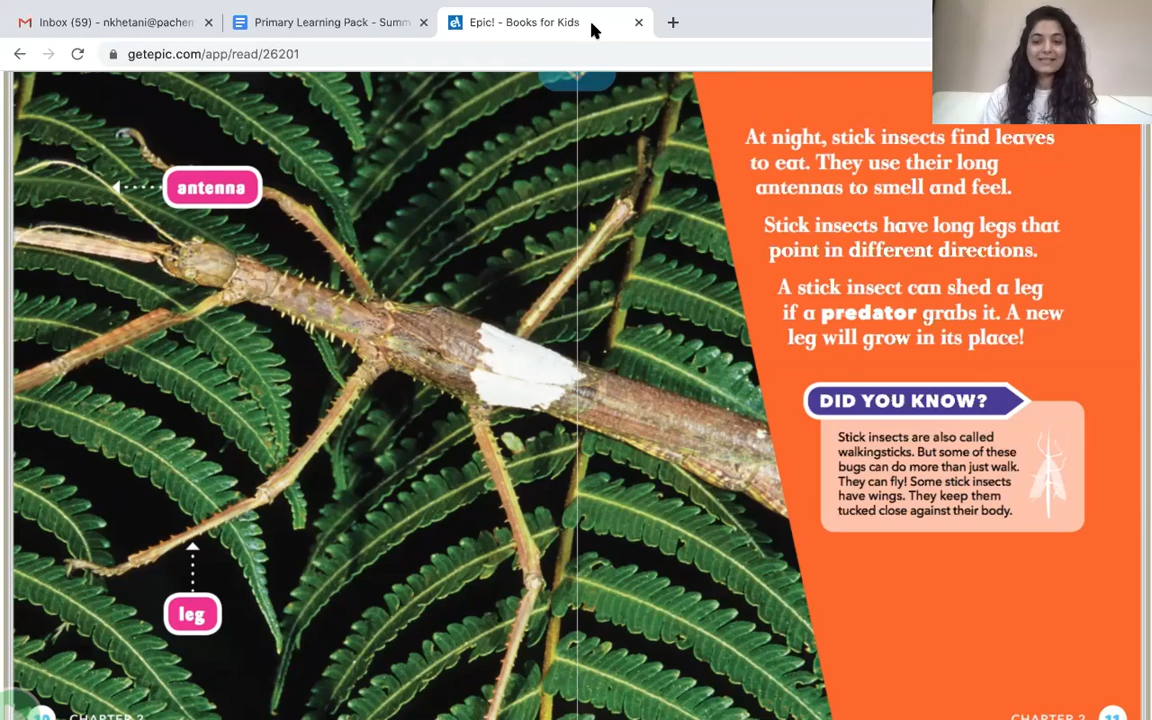 Inbox (59) - nkhetani@pachem
Primary Learning Pack - Summ
Epic! - Books for Kids
getepic.com/app/read/26201
antenna
leg
At night, stick insects find leaves
to eat. They use their long
antennas to smell and feel.
Stick insects have long legs that
point in different directions.
A stick insect can shed a leg
if a predator grabs it. A new
leg will grow in its place!
DID YOU KNOW?
Stick insects are also called
walkingsticks. But some of these
bugs can do more than just walk.
They can fly! Some stick insects
have wings. They keep them
tucked close against their body.
10 CHAPTER 2
CHAPTER 2 11